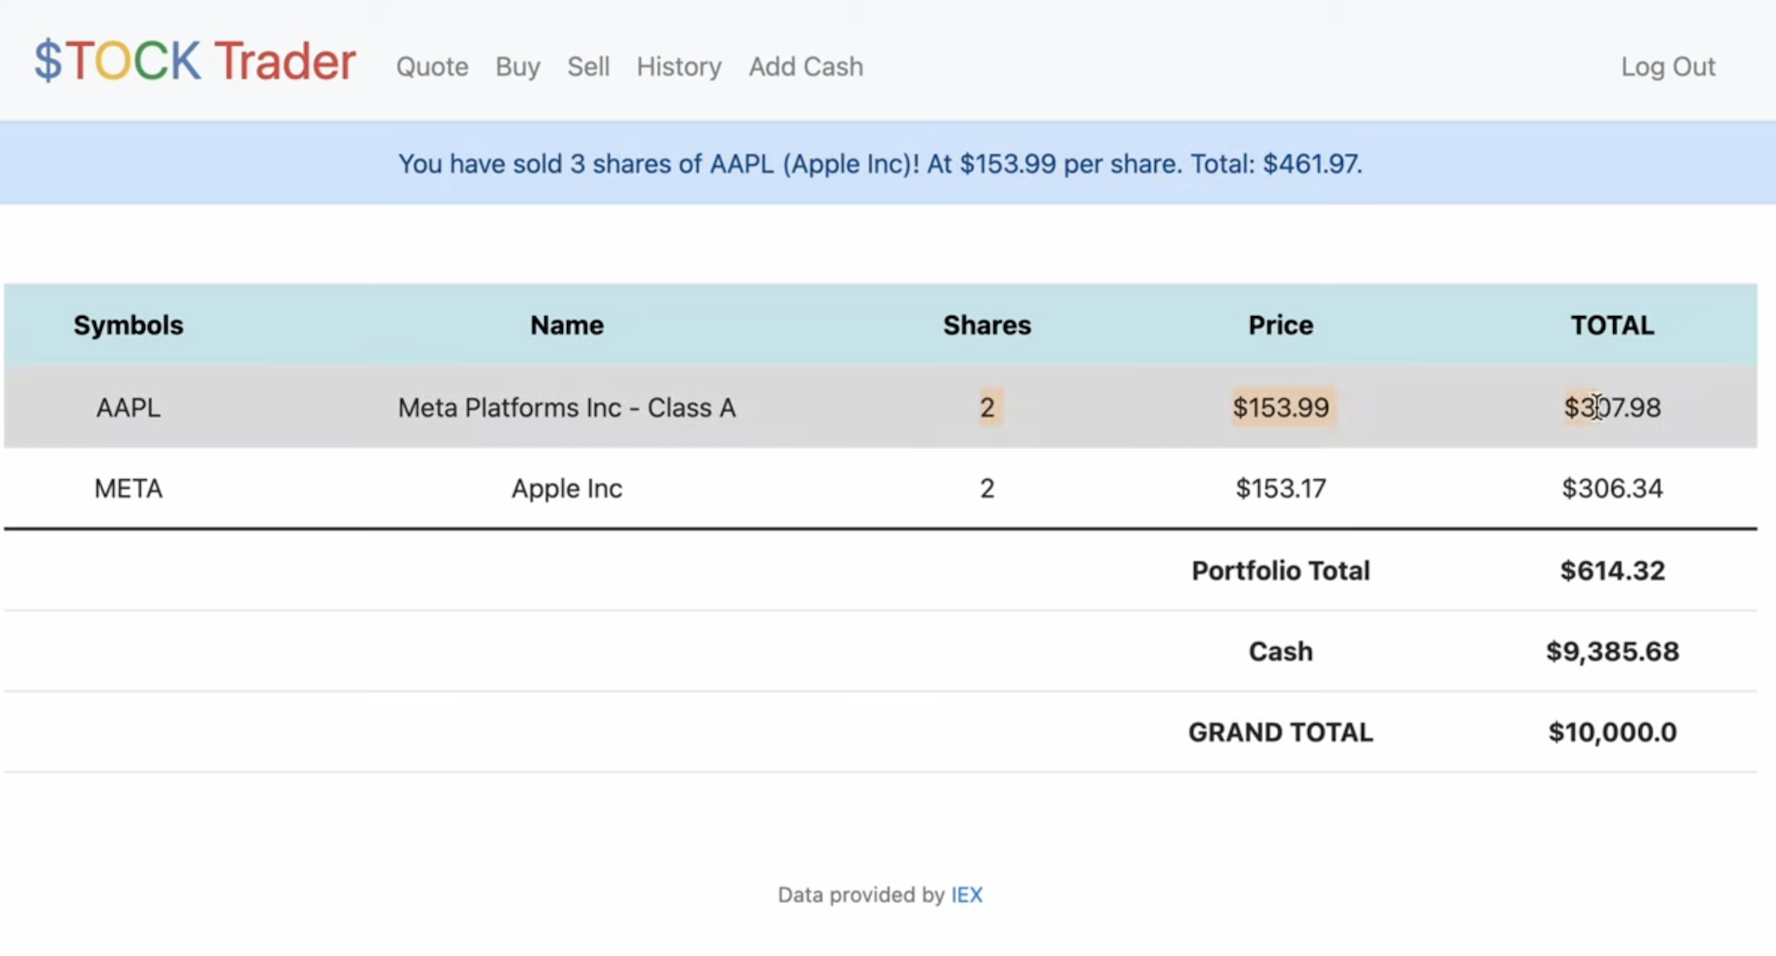 $TOCK Trader Quote Buy Sell History Add Cash Log Out
You have sold 3 shares of AAPL (Apple Inc)! At $153.99 per share. Total: $461.97.
Symbols Name Shares Price TOTAL
AAPL Meta Platforms Inc - Class A 2 $153.99 $307.98
META Apple Inc 2 $153.17 $306.34
Portfolio Total $614.32
Cash $9,385.68
GRAND TOTAL $10,000.0
Data provided by IEX